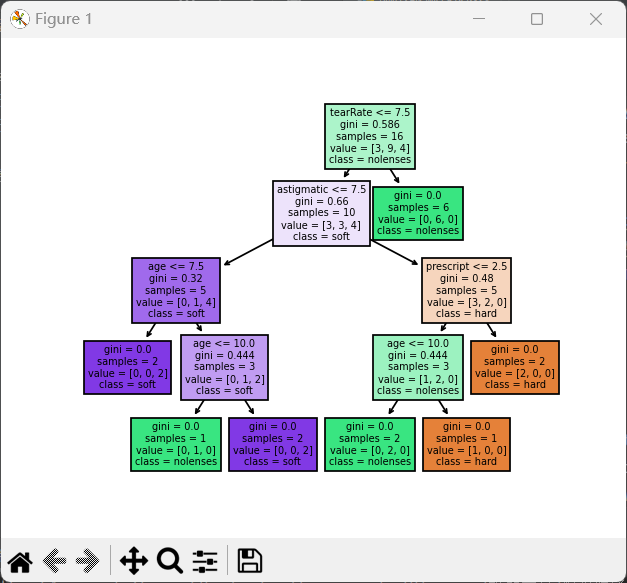 Figure 1
tearRate <= 7.5
gini = 0.586
samples = 16
value = [3, 9, 4]
class = nolenses
astigmatic <= 7.5
gini = 0.66
samples = 10
value = [3, 3, 4]
class = soft
gini = 0.0
samples = 6
value = [0, 6, 0]
class = nolenses
age <= 7.5
gini = 0.32
samples = 5
value = [0, 1, 4]
class = soft
prescript <= 2.5
gini = 0.48
samples = 5
value = [3, 2, 0]
class = hard
gini = 0.0
samples = 2
value = [0, 0, 2]
class = soft
age <= 10.0
gini = 0.444
samples = 3
value = [0, 1, 2]
class = soft
age <= 10.0
gini = 0.444
samples = 3
value = [1, 2, 0]
class = nolenses
gini = 0.0
samples = 2
value = [2, 0, 0]
class = hard
gini = 0.0
samples = 1
value = [0, 1, 0]
class = nolenses
gini = 0.0
samples = 2
value = [0, 0, 2]
class = soft
gini = 0.0
samples = 2
value = [0, 2, 0]
class = nolenses
gini = 0.0
samples = 1
value = [1, 0, 0]
class = hard